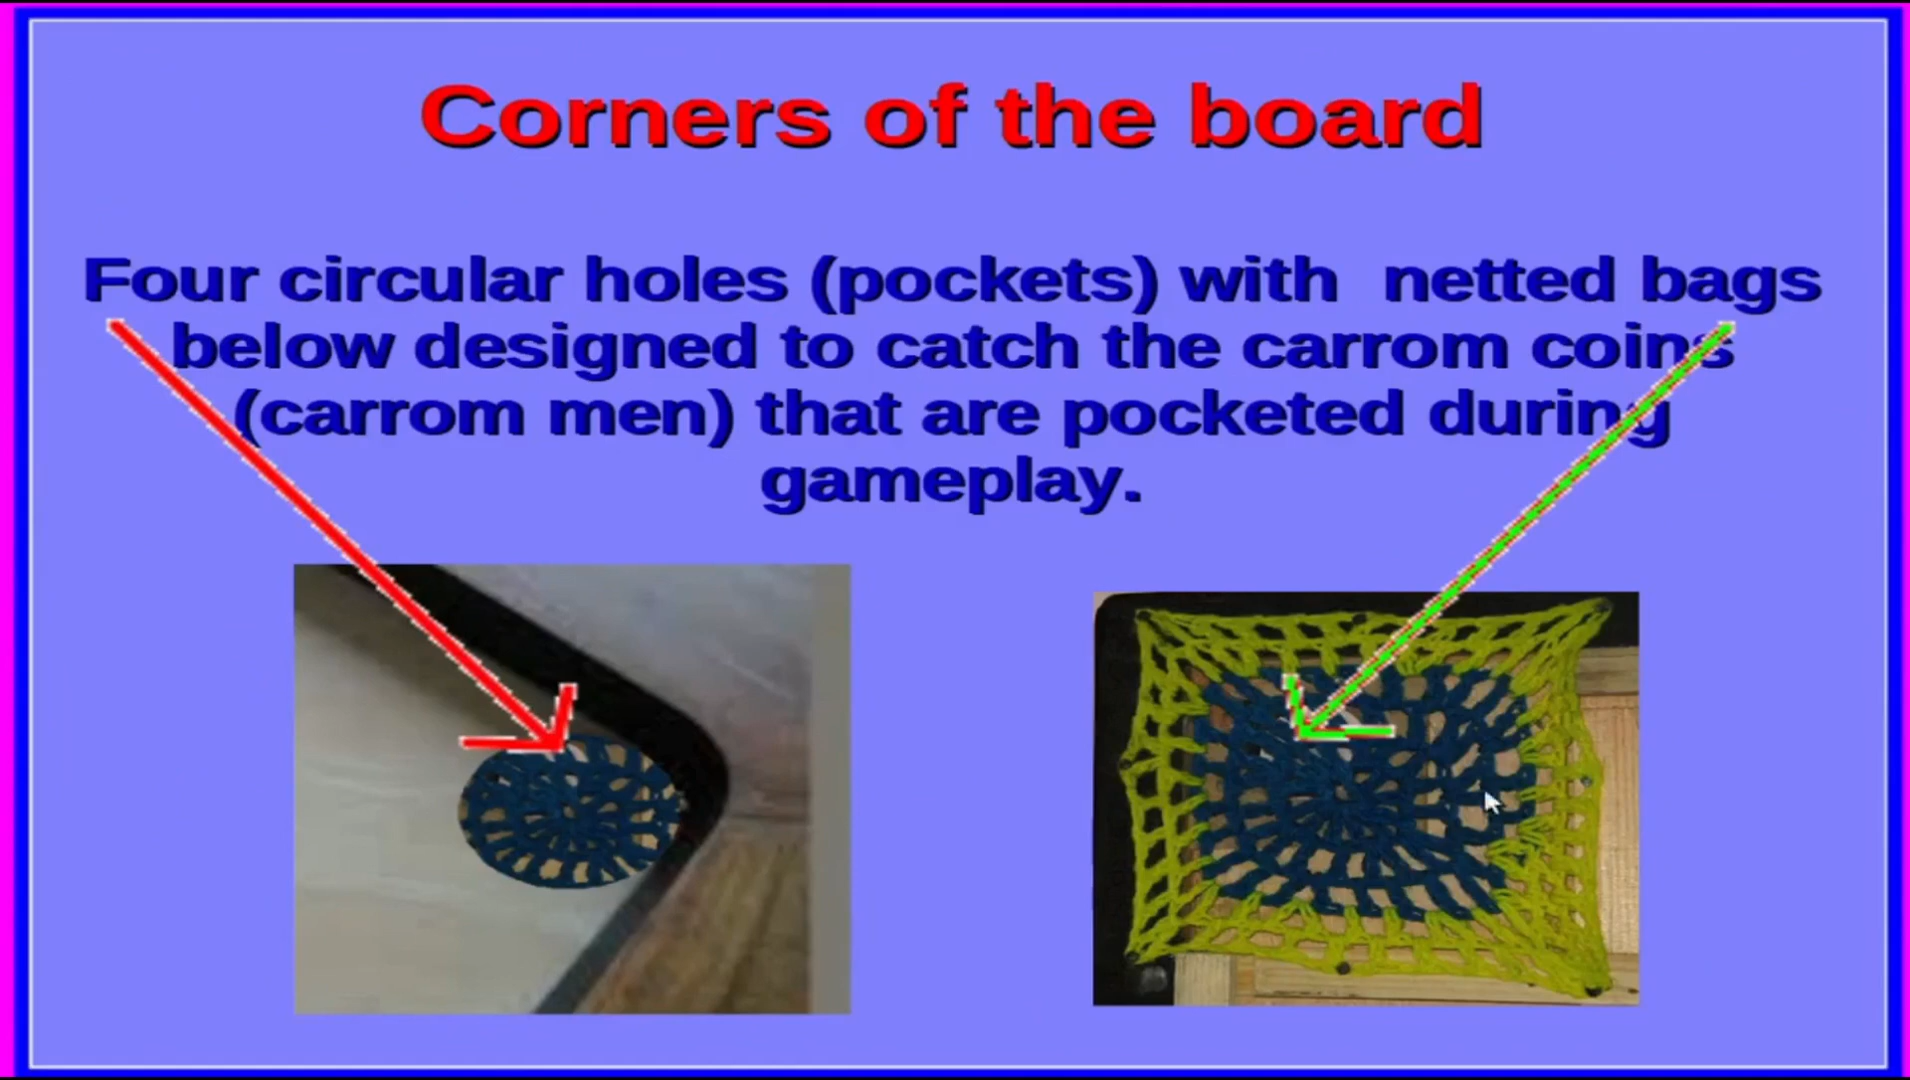 Corners of the board
Four circular holes (pockets) with netted bags
below designed to catch the carrom coins
(carrom men) that are pocketed during
gameplay.